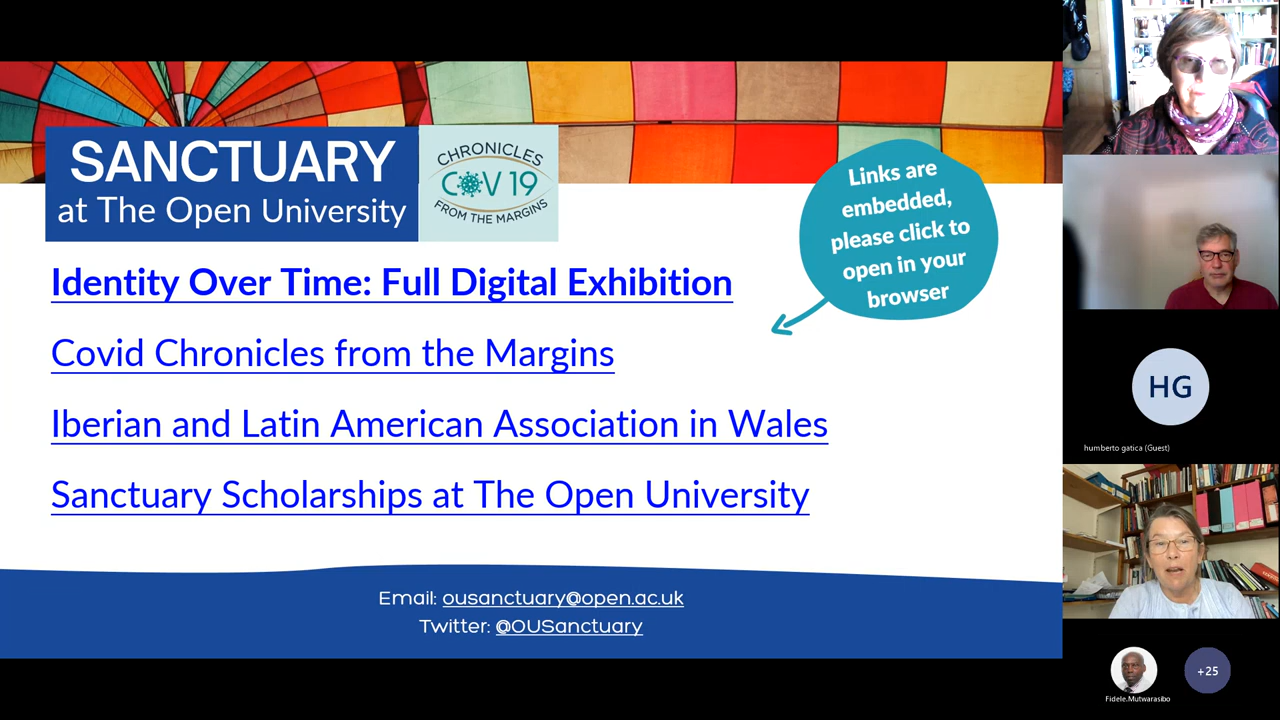 SANCTUARY
at The Open University
CHRONICLES
COV 19
FROM THE MARGINS
Links are
embedded,
please click to
open in your
browser
Identity Over Time: Full Digital Exhibition
Covid Chronicles from the Margins
Iberian and Latin American Association in Wales
Sanctuary Scholarships at The Open University
Email: ousanctuary@open.ac.uk
Twitter: @OUSanctuary
HG
humberto gatica (Guest)
Fidele.Mutwarasibo
+25